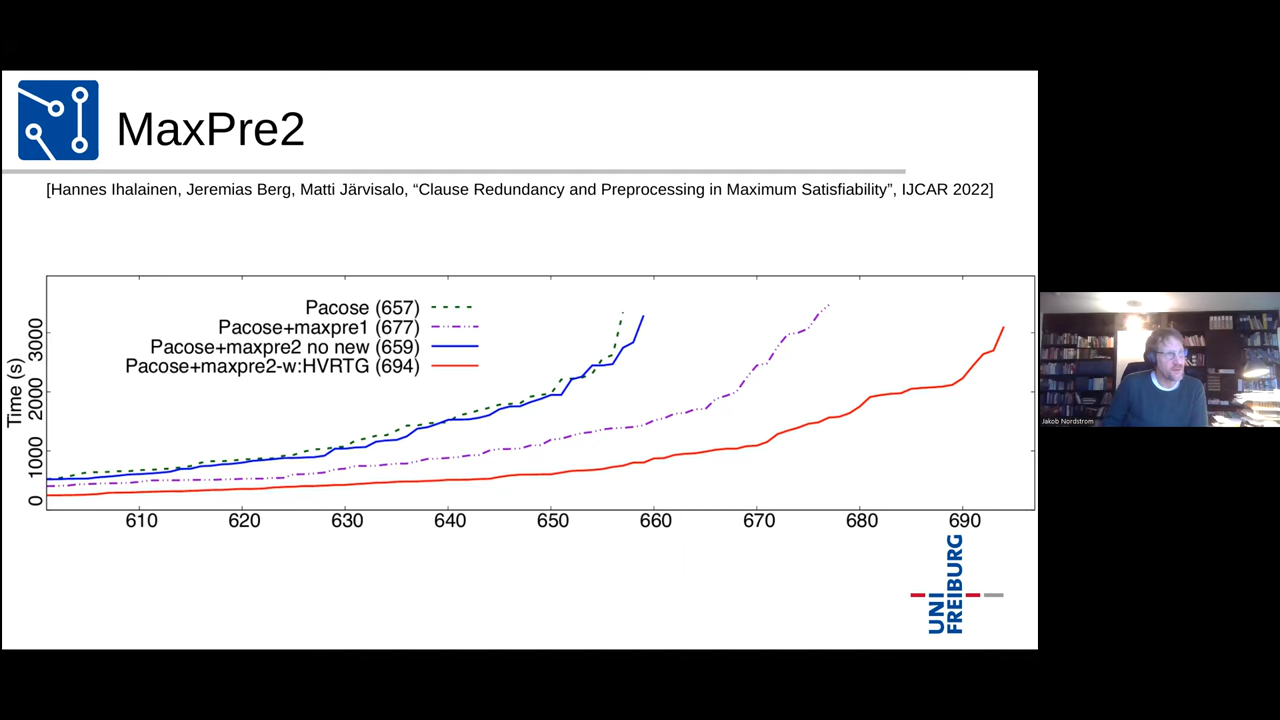 MaxPre2
[Hannes Ihalainen, Jeremias Berg, Matti Järvisalo, “Clause Redundancy and Preprocessing in Maximum Satisfiability”, IJCAR 2022]
Pacose (657)
Pacose+maxpre1 (677)
Pacose+maxpre2 no new (659)
Pacose+maxpre2-w:HVRTG (694)
Time (s)
3000
2000
1000
0
610 620 630 640 650 660 670 680 690
UNI
FREIBURG
Jakob Nordstrom